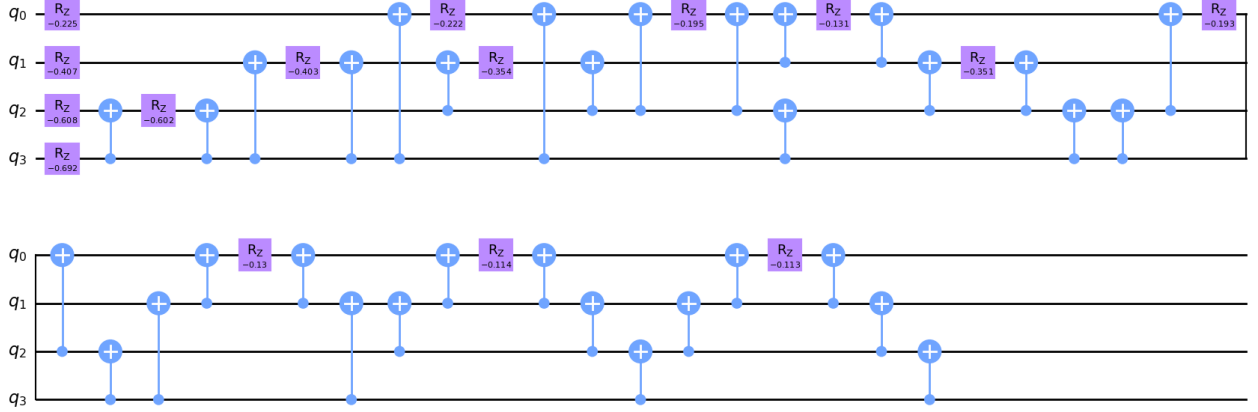 q0 RZ −0.225 RZ −0.222 RZ −0.195 RZ −0.131 RZ −0.193
q1 RZ −0.407 RZ −0.403 RZ −0.354 RZ −0.351
q2 RZ −0.608 RZ −0.602
q3 RZ −0.692
q0 RZ −0.13 RZ −0.114 RZ −0.113
q1
q2
q3